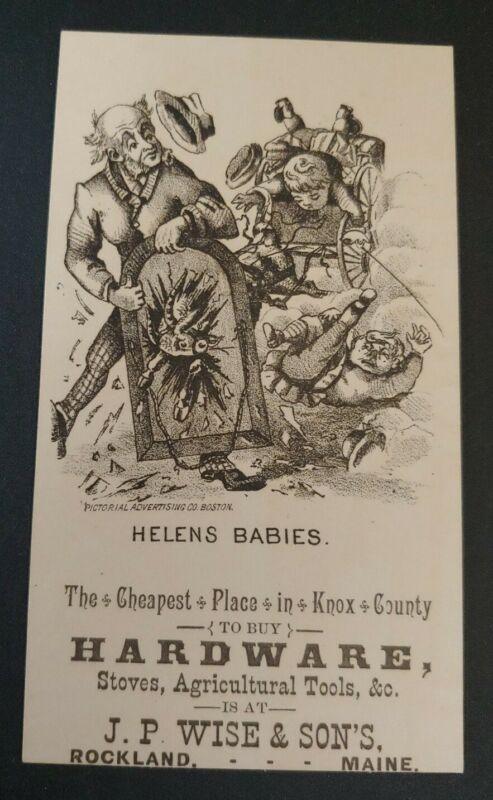 PICTORIAL ADVERTISING CO. BOSTON.
HELENS BABIES.
The Cheapest Place in Knox County
—{ TO BUY }—
HARDWARE,
Stoves, Agricultural Tools, &c.
—IS AT—
J. P. WISE & SON'S,
ROCKLAND. - - - MAINE.